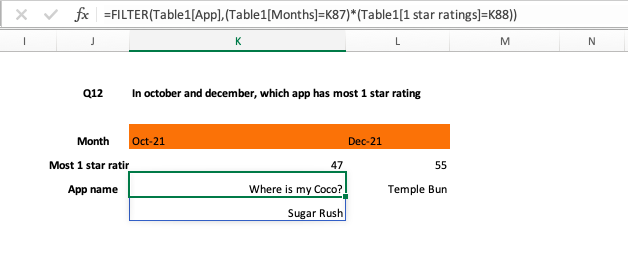 fx =FILTER(Table1[App],(Table1[Months]=K87)*(Table1[1 star ratings]=K88))
I J K L M N
Q12 In october and december, which app has most 1 star rating
Month Oct-21 Dec-21
Most 1 star ratir 47 55
App name Where is my Coco? Temple Bun
Sugar Rush